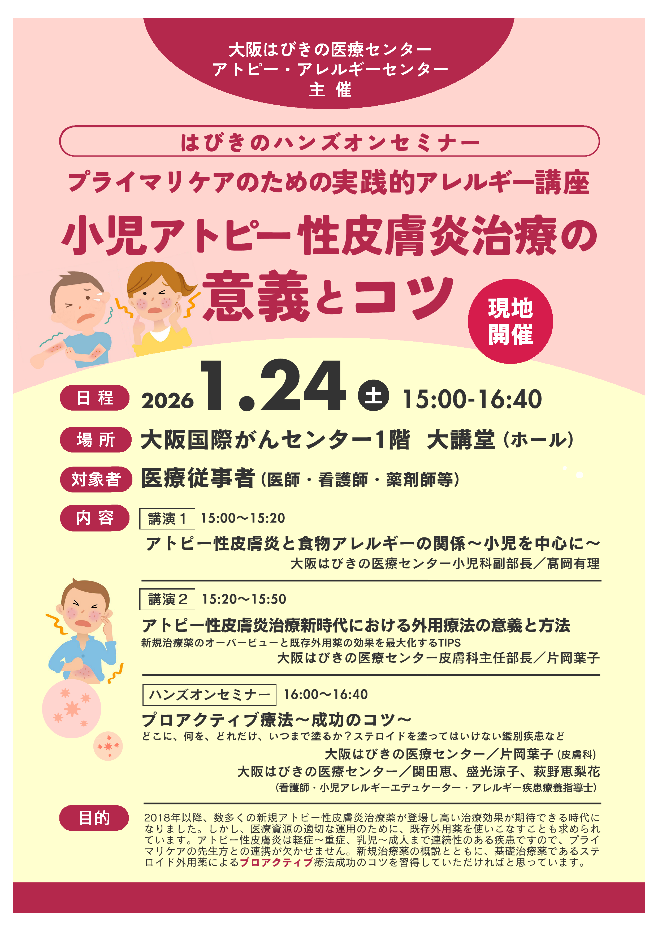 大阪はびきの医療センター
アトピー・アレルギーセンター
主 催
はびきのハンズオンセミナー
プライマリケアのための実践的アレルギー講座
小児アトピー性皮膚炎治療の
意義とコツ
現地
開催
日 程 2026 1.24 土 15:00-16:40
場 所 大阪国際がんセンター1階 大講堂（ホール）
対象者 医療従事者（医師・看護師・薬剤師等）
内 容 講演1 15:00〜15:20
アトピー性皮膚炎と食物アレルギーの関係〜小児を中心に〜
大阪はびきの医療センター小児科副部長／髙岡有理
講演2 15:20〜15:50
アトピー性皮膚炎治療新時代における外用療法の意義と方法
新規治療薬のオーバービューと既存外用薬の効果を最大化するTIPS
大阪はびきの医療センター皮膚科主任部長／片岡葉子
ハンズオンセミナー 16:00〜16:40
プロアクティブ療法〜成功のコツ〜
どこに、何を、どれだけ、いつまで塗るか？ステロイドを塗ってはいけない鑑別疾患など
大阪はびきの医療センター／片岡葉子（皮膚科）
大阪はびきの医療センター／関田恵、盛光涼子、萩野恵梨花
（看護師・小児アレルギーエデュケーター・アレルギー疾患療養指導士）
目的 2018年以降、数多くの新規アトピー性皮膚炎治療薬が登場し高い治療効果が期待できる時代に
なりました。しかし、医療資源の適切な運用のために、既存外用薬を使いこなすことも求められ
ています。アトピー性皮膚炎は軽症〜重症、乳児〜成人まで連続性のある疾患ですので、プライ
マリケアの先生方との連携が欠かせません。新規治療薬の概説とともに、基礎治療薬であるステ
ロイド外用薬によるプロアクティブ療法成功のコツを習得していただければと思っています。